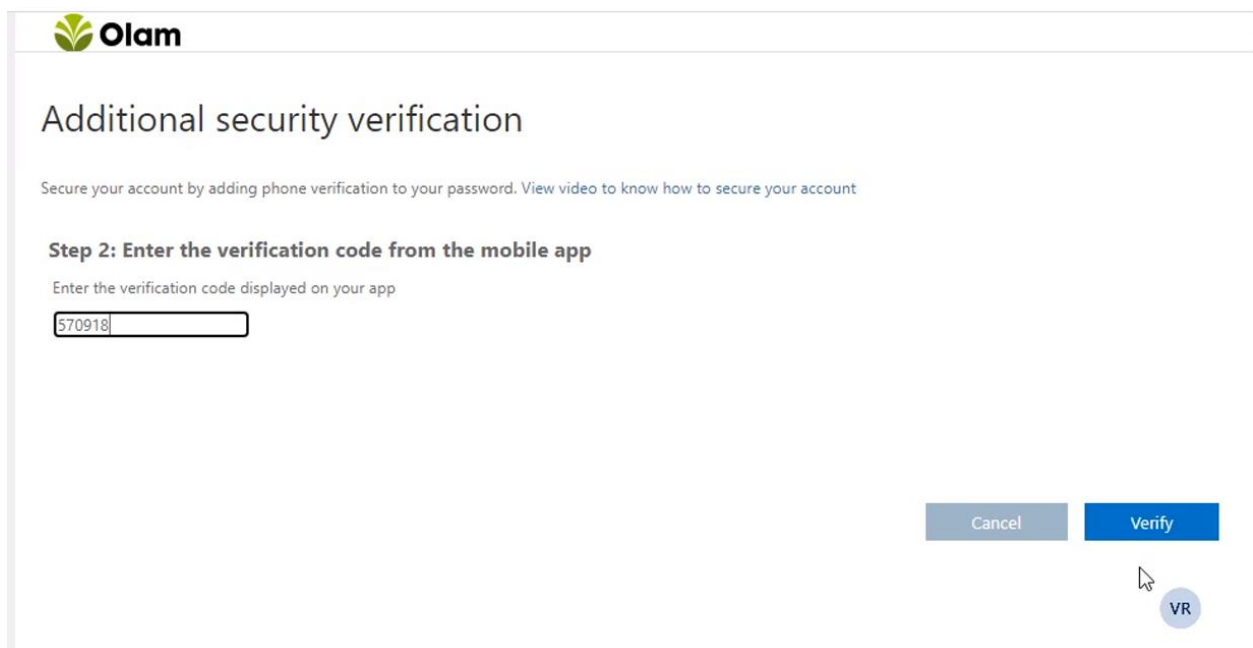 Olam
Additional security verification
Secure your account by adding phone verification to your password. View video to know how to secure your account
Step 2: Enter the verification code from the mobile app
Enter the verification code displayed on your app
570918
Cancel Verify
VR